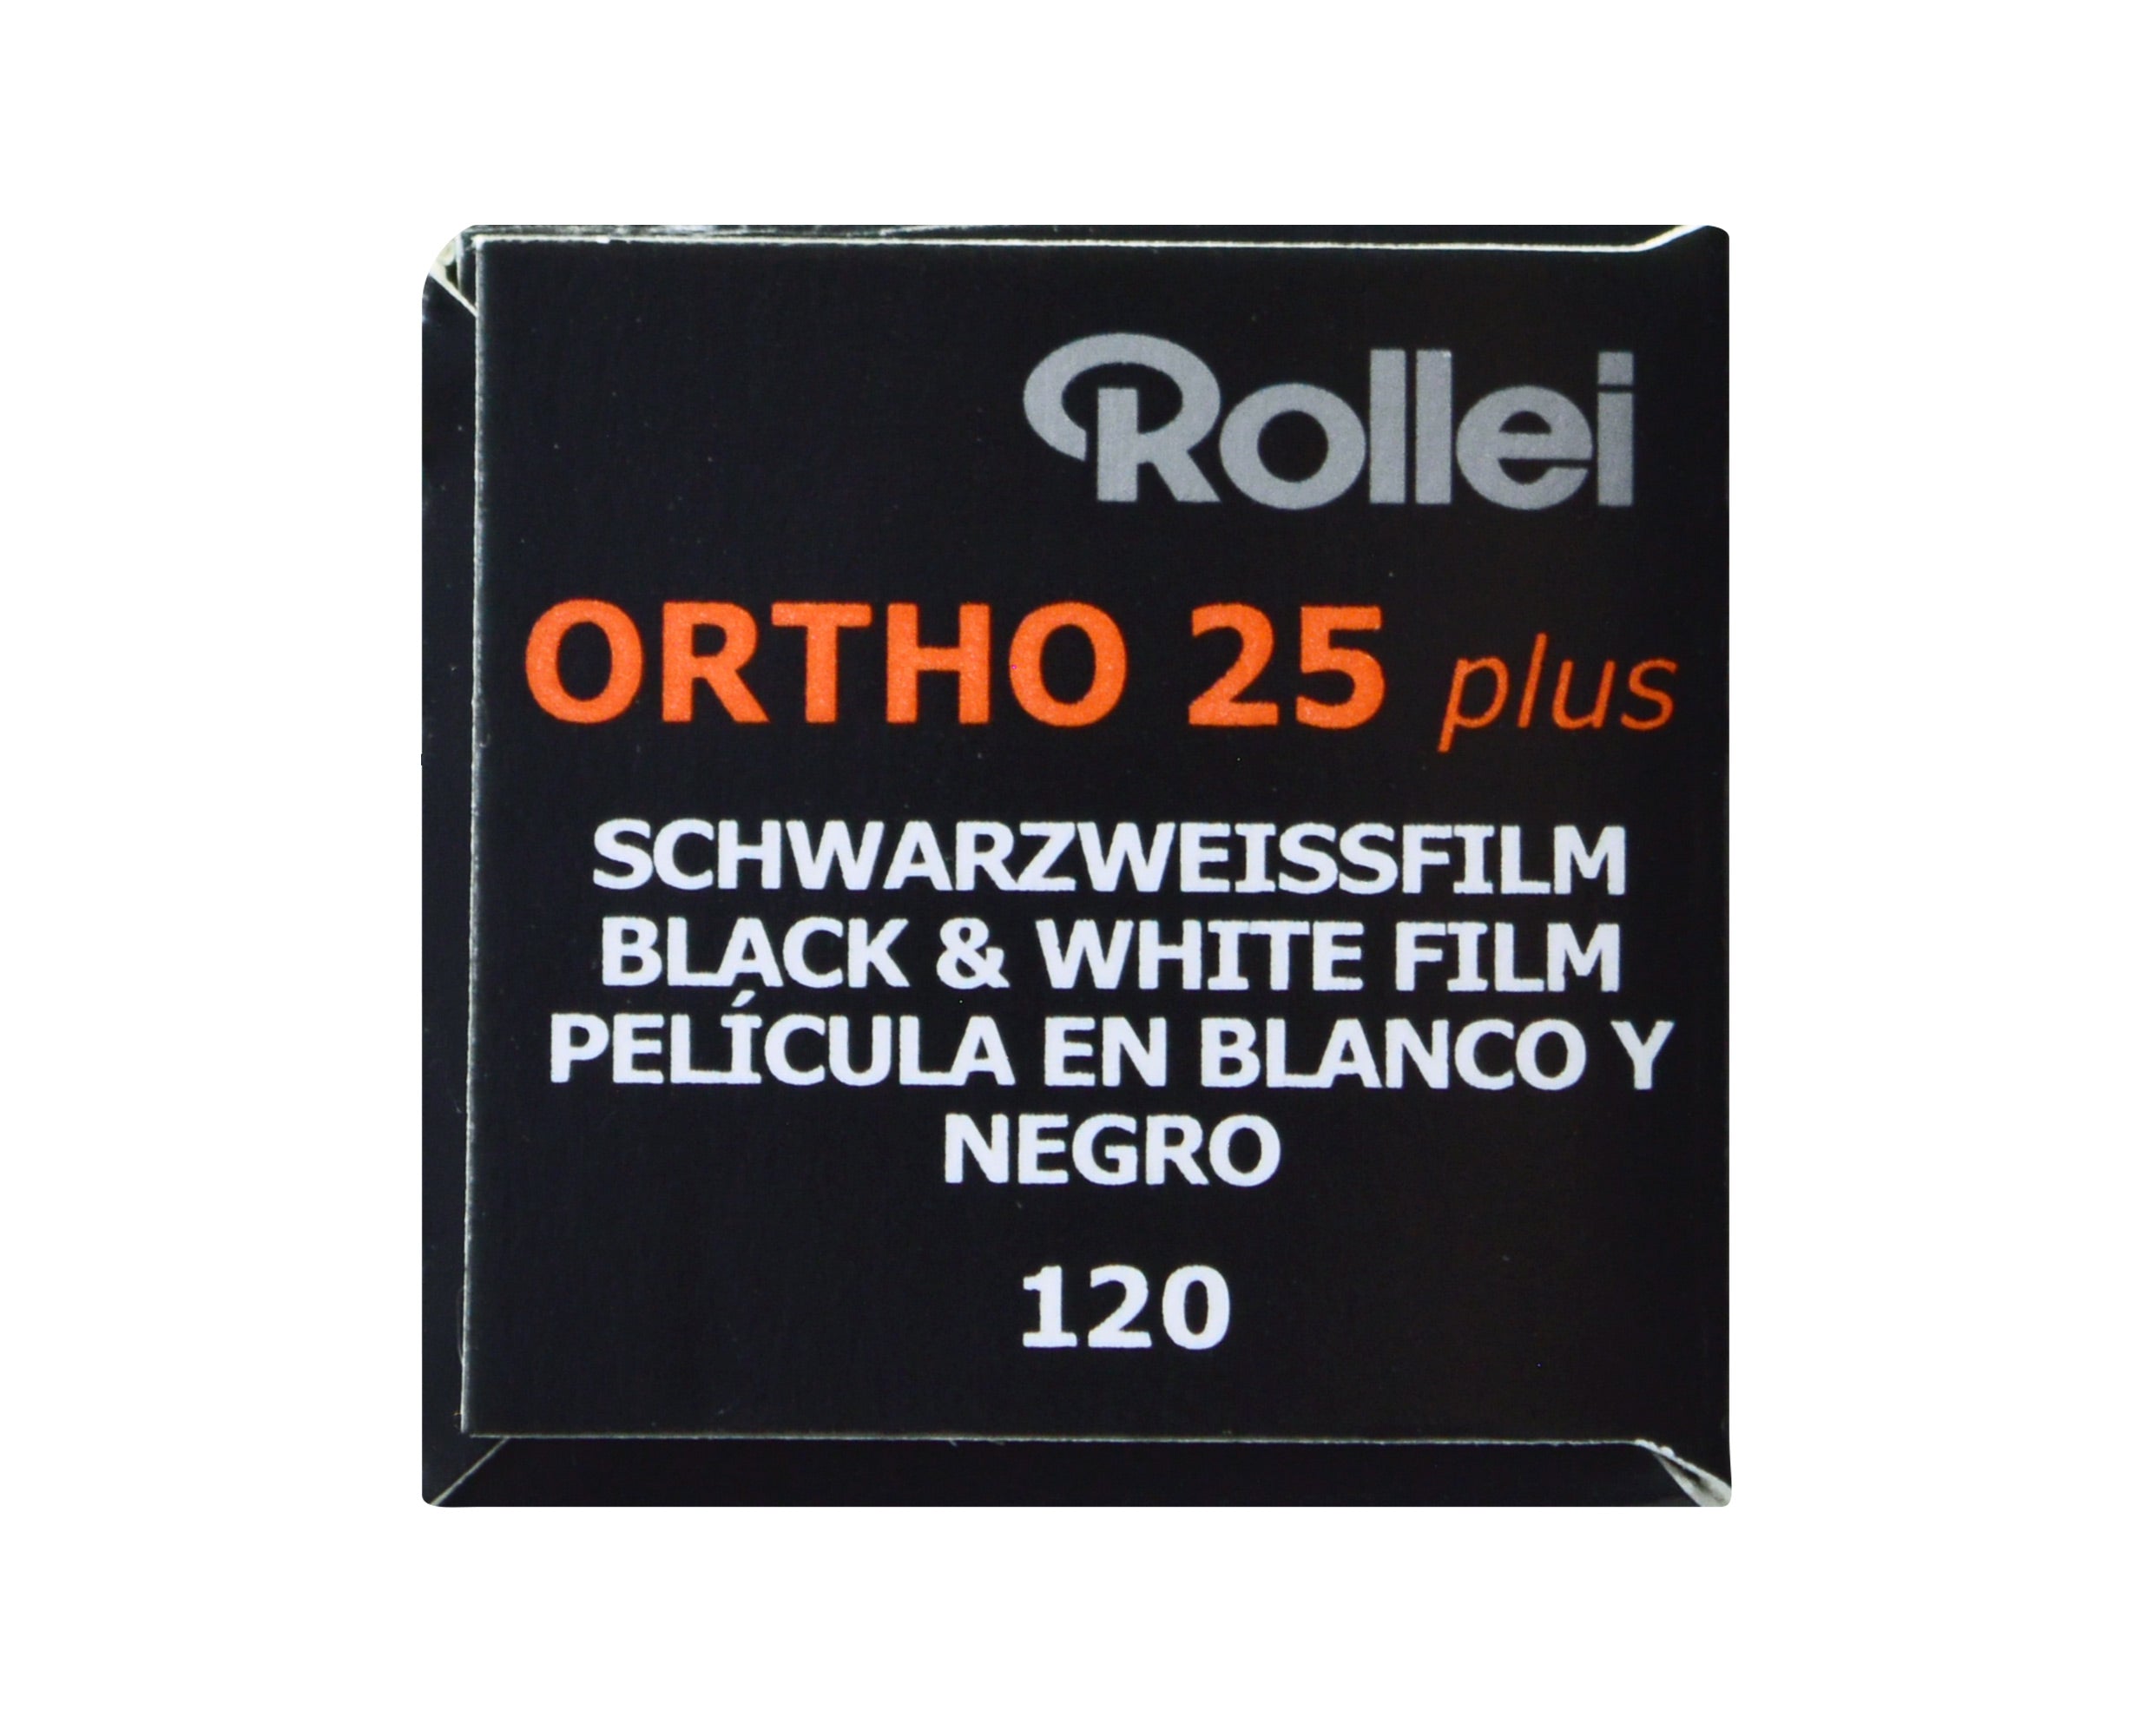 Rollei
ORTHO 25 plus
SCHWARZWEISSFILM
BLACK & WHITE FILM
PELÍCULA EN BLANCO Y
NEGRO
120